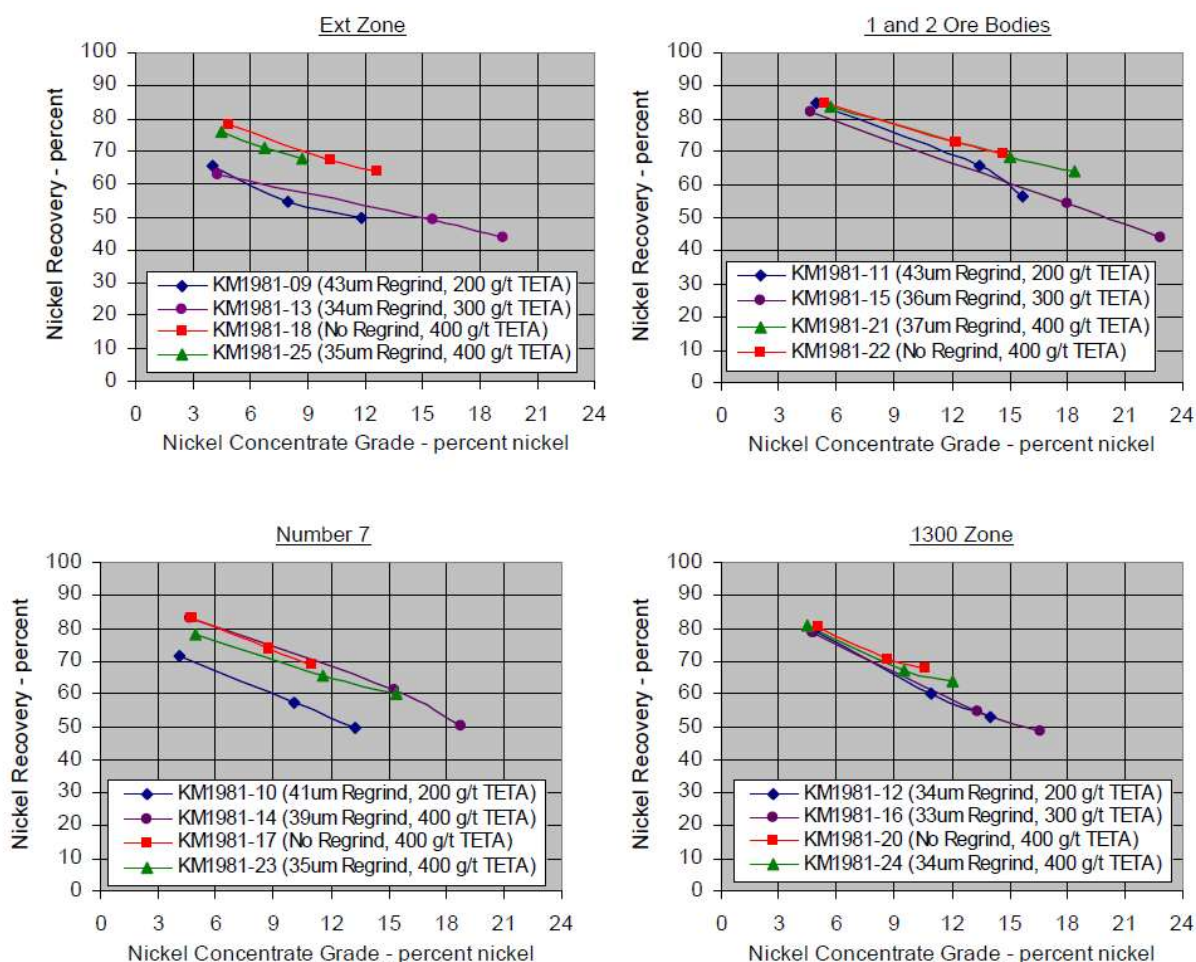 Ext Zone
Nickel Recovery - percent
100
90
80
70
60
50
40
30
20
10
0
KM1981-09 (43um Regrind, 200 g/t TETA)
KM1981-13 (34um Regrind, 300 g/t TETA)
KM1981-18 (No Regrind, 400 g/t TETA)
KM1981-25 (35um Regrind, 400 g/t TETA)
0 3 6 9 12 15 18 21 24
Nickel Concentrate Grade - percent nickel
1 and 2 Ore Bodies
Nickel Recovery - percent
100
90
80
70
60
50
40
30
20
10
0
KM1981-11 (43um Regrind, 200 g/t TETA)
KM1981-15 (36um Regrind, 300 g/t TETA)
KM1981-21 (37um Regrind, 400 g/t TETA)
KM1981-22 (No Regrind, 400 g/t TETA)
0 3 6 9 12 15 18 21 24
Nickel Concentrate Grade - percent nickel
Number 7
Nickel Recovery - percent
100
90
80
70
60
50
40
30
20
10
0
KM1981-10 (41um Regrind, 200 g/t TETA)
KM1981-14 (39um Regrind, 400 g/t TETA)
KM1981-17 (No Regrind, 400 g/t TETA)
KM1981-23 (35um Regrind, 400 g/t TETA)
0 3 6 9 12 15 18 21 24
Nickel Concentrate Grade - percent nickel
1300 Zone
Nickel Recovery - percent
100
90
80
70
60
50
40
30
20
10
0
KM1981-12 (34um Regrind, 200 g/t TETA)
KM1981-16 (33um Regrind, 300 g/t TETA)
KM1981-20 (No Regrind, 400 g/t TETA)
KM1981-24 (34um Regrind, 400 g/t TETA)
0 3 6 9 12 15 18 21 24
Nickel Concentrate Grade - percent nickel